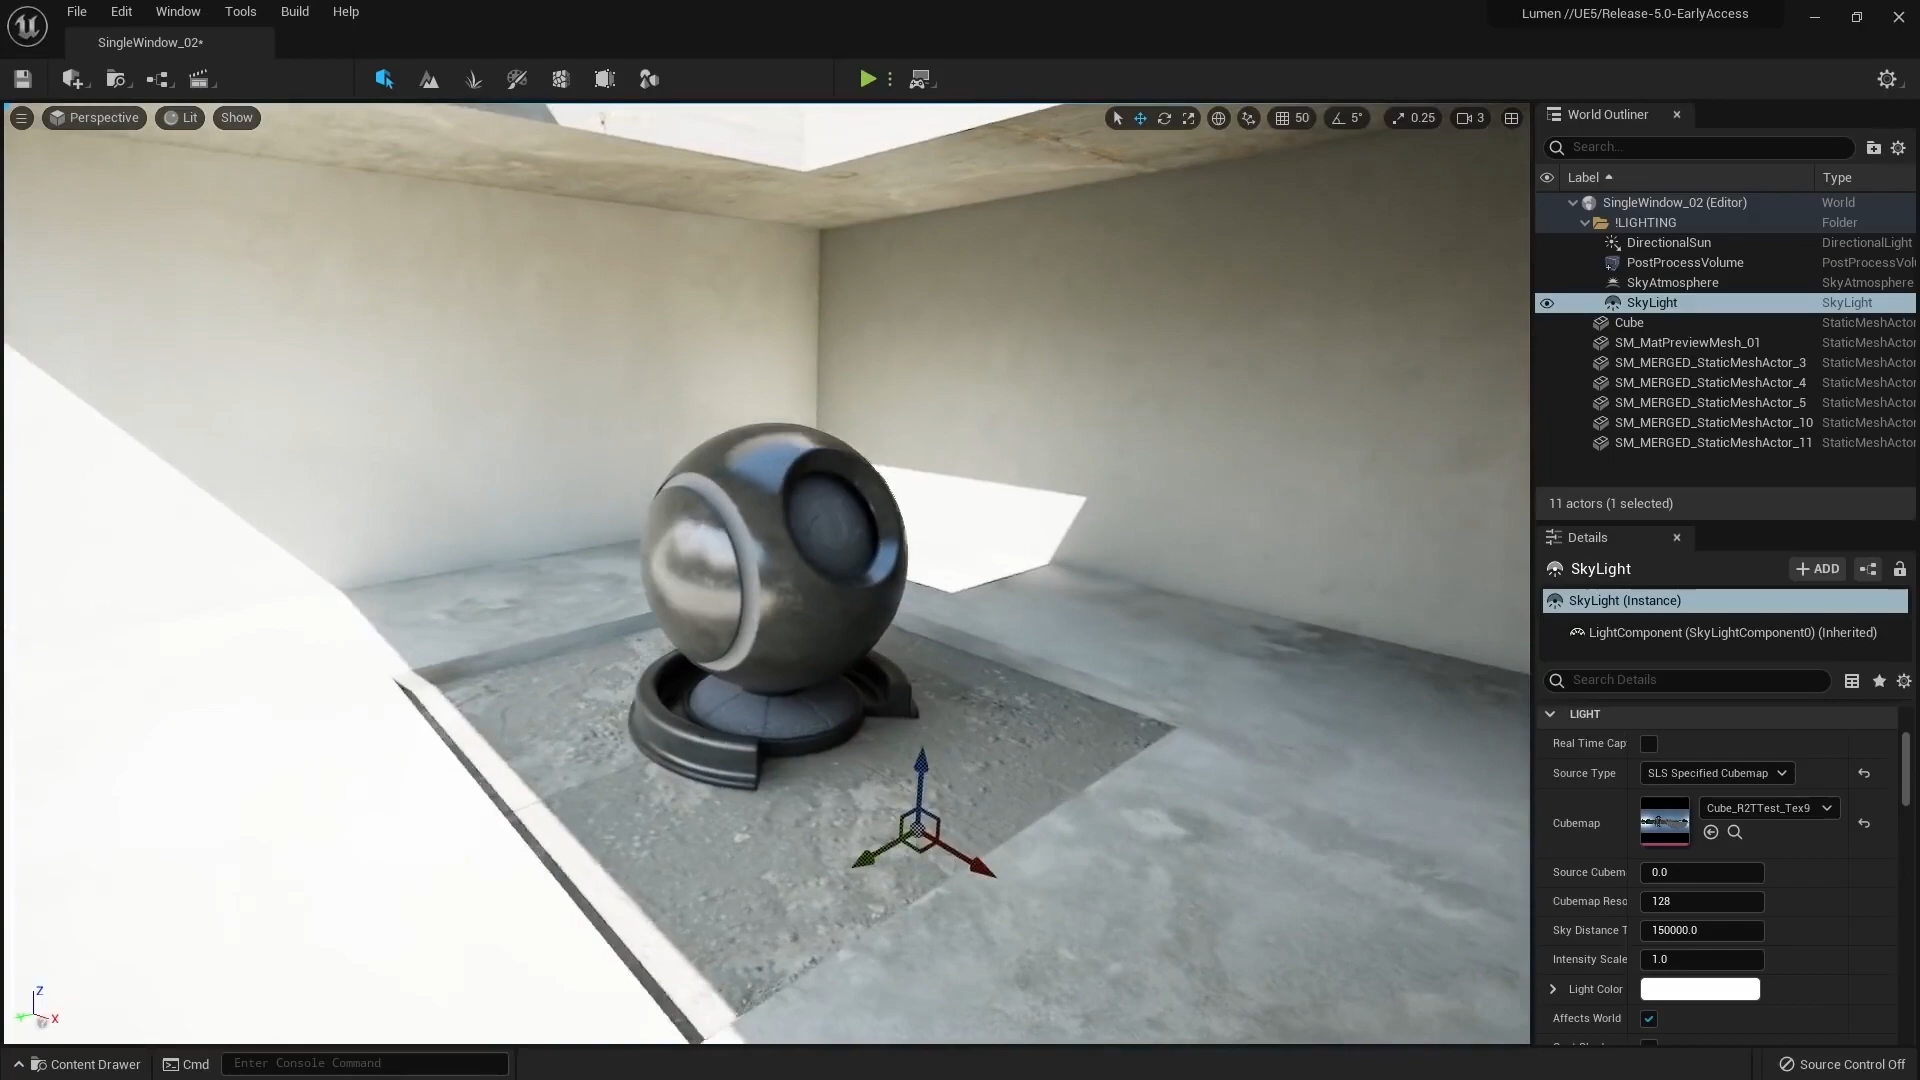 File Edit Window Tools Build Help
Lumen //UE5/Release-5.0-EarlyAccess
SingleWindow_02*
Perspective Lit Show
50 5° 0.25 3
World Outliner
Search...
Label Type
SingleWindow_02 (Editor) World
!LIGHTING Folder
DirectionalSun DirectionalLight
PostProcessVolume PostProcessVolu
SkyAtmosphere SkyAtmosphere
SkyLight SkyLight
Cube StaticMeshActor
SM_MatPreviewMesh_01 StaticMeshActor
SM_MERGED_StaticMeshActor_3 StaticMeshActor
SM_MERGED_StaticMeshActor_4 StaticMeshActor
SM_MERGED_StaticMeshActor_5 StaticMeshActor
SM_MERGED_StaticMeshActor_10 StaticMeshActor
SM_MERGED_StaticMeshActor_11 StaticMeshActor
11 actors (1 selected)
Details
SkyLight
+ ADD
SkyLight (Instance)
LightComponent (SkyLightComponent0) (Inherited)
Search Details
LIGHT
Real Time Cap
Source Type SLS Specified Cubemap
Cubemap Cube_R2TTest_Tex9
Source Cubem 0.0
Cubemap Reso 128
Sky Distance T 150000.0
Intensity Scale 1.0
Light Color
Affects World
Z
X
Content Drawer Cmd Enter Console Command
Source Control Off